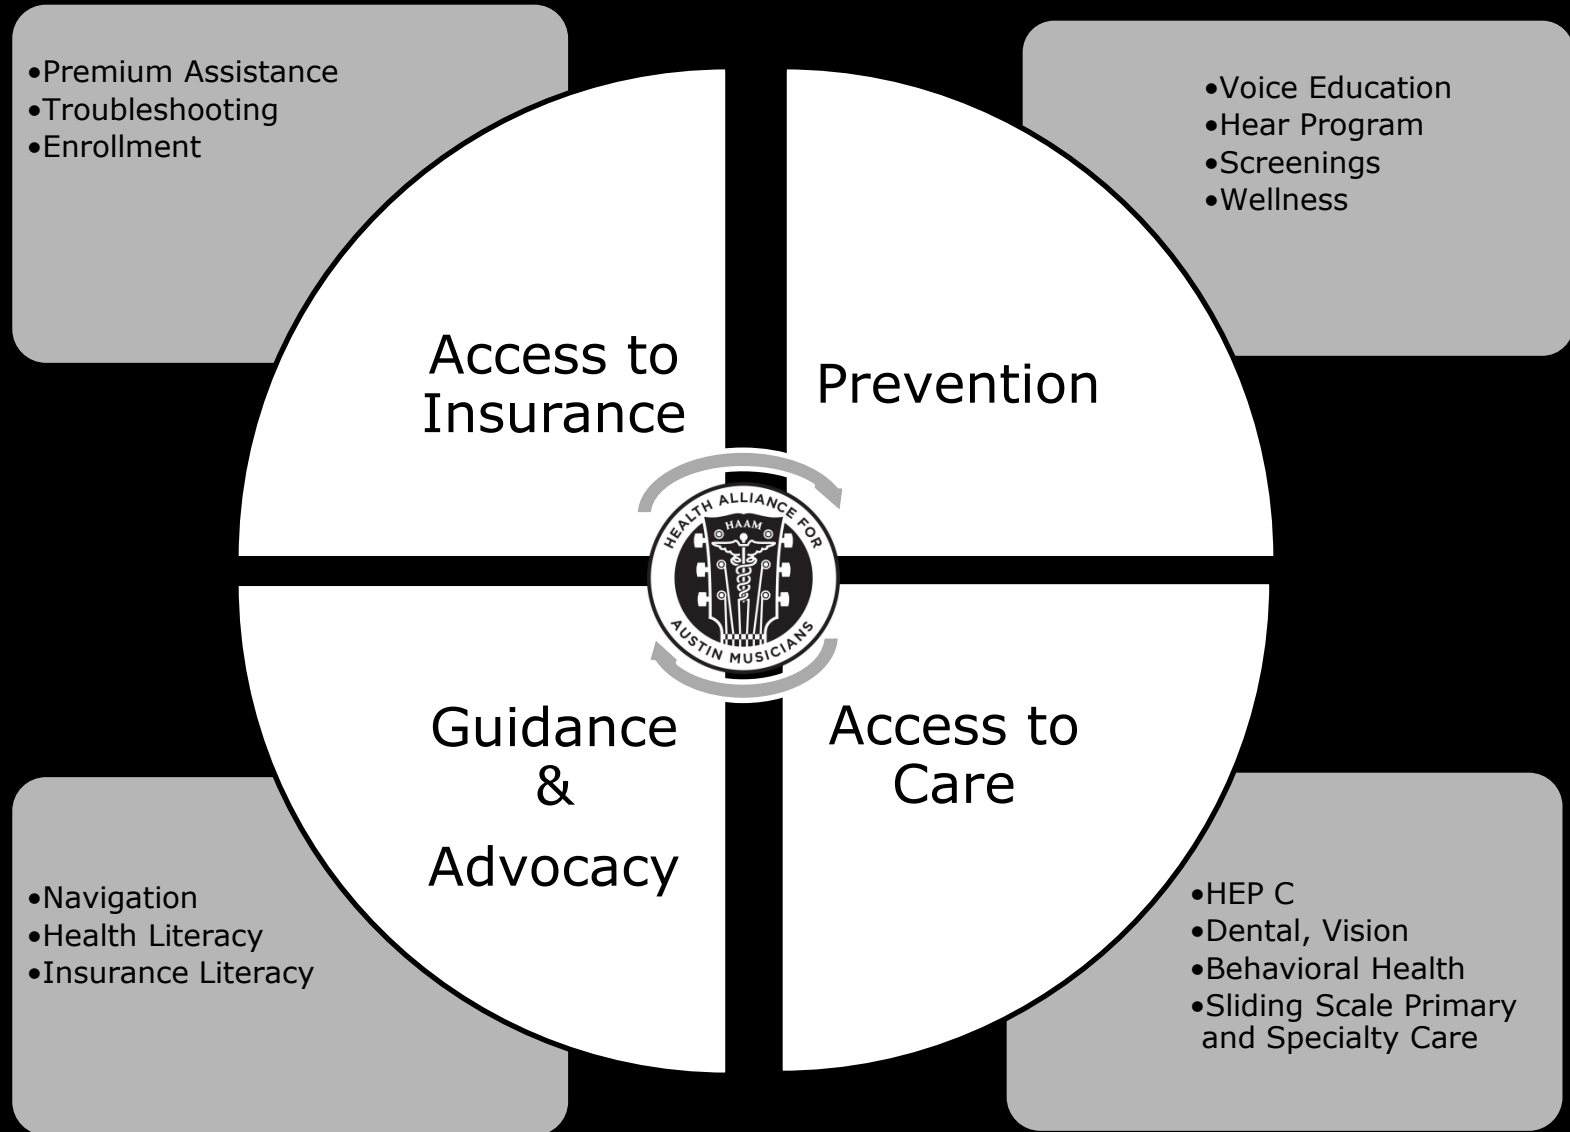 •Premium Assistance
•Troubleshooting
•Enrollment
•Voice Education
•Hear Program
•Screenings
•Wellness
Access to
Insurance
Prevention
HEALTH ALLIANCE FOR
HAAM
AUSTIN MUSICIANS
Guidance
&
Advocacy
Access to
Care
•Navigation
•Health Literacy
•Insurance Literacy
•HEP C
•Dental, Vision
•Behavioral Health
•Sliding Scale Primary
and Specialty Care